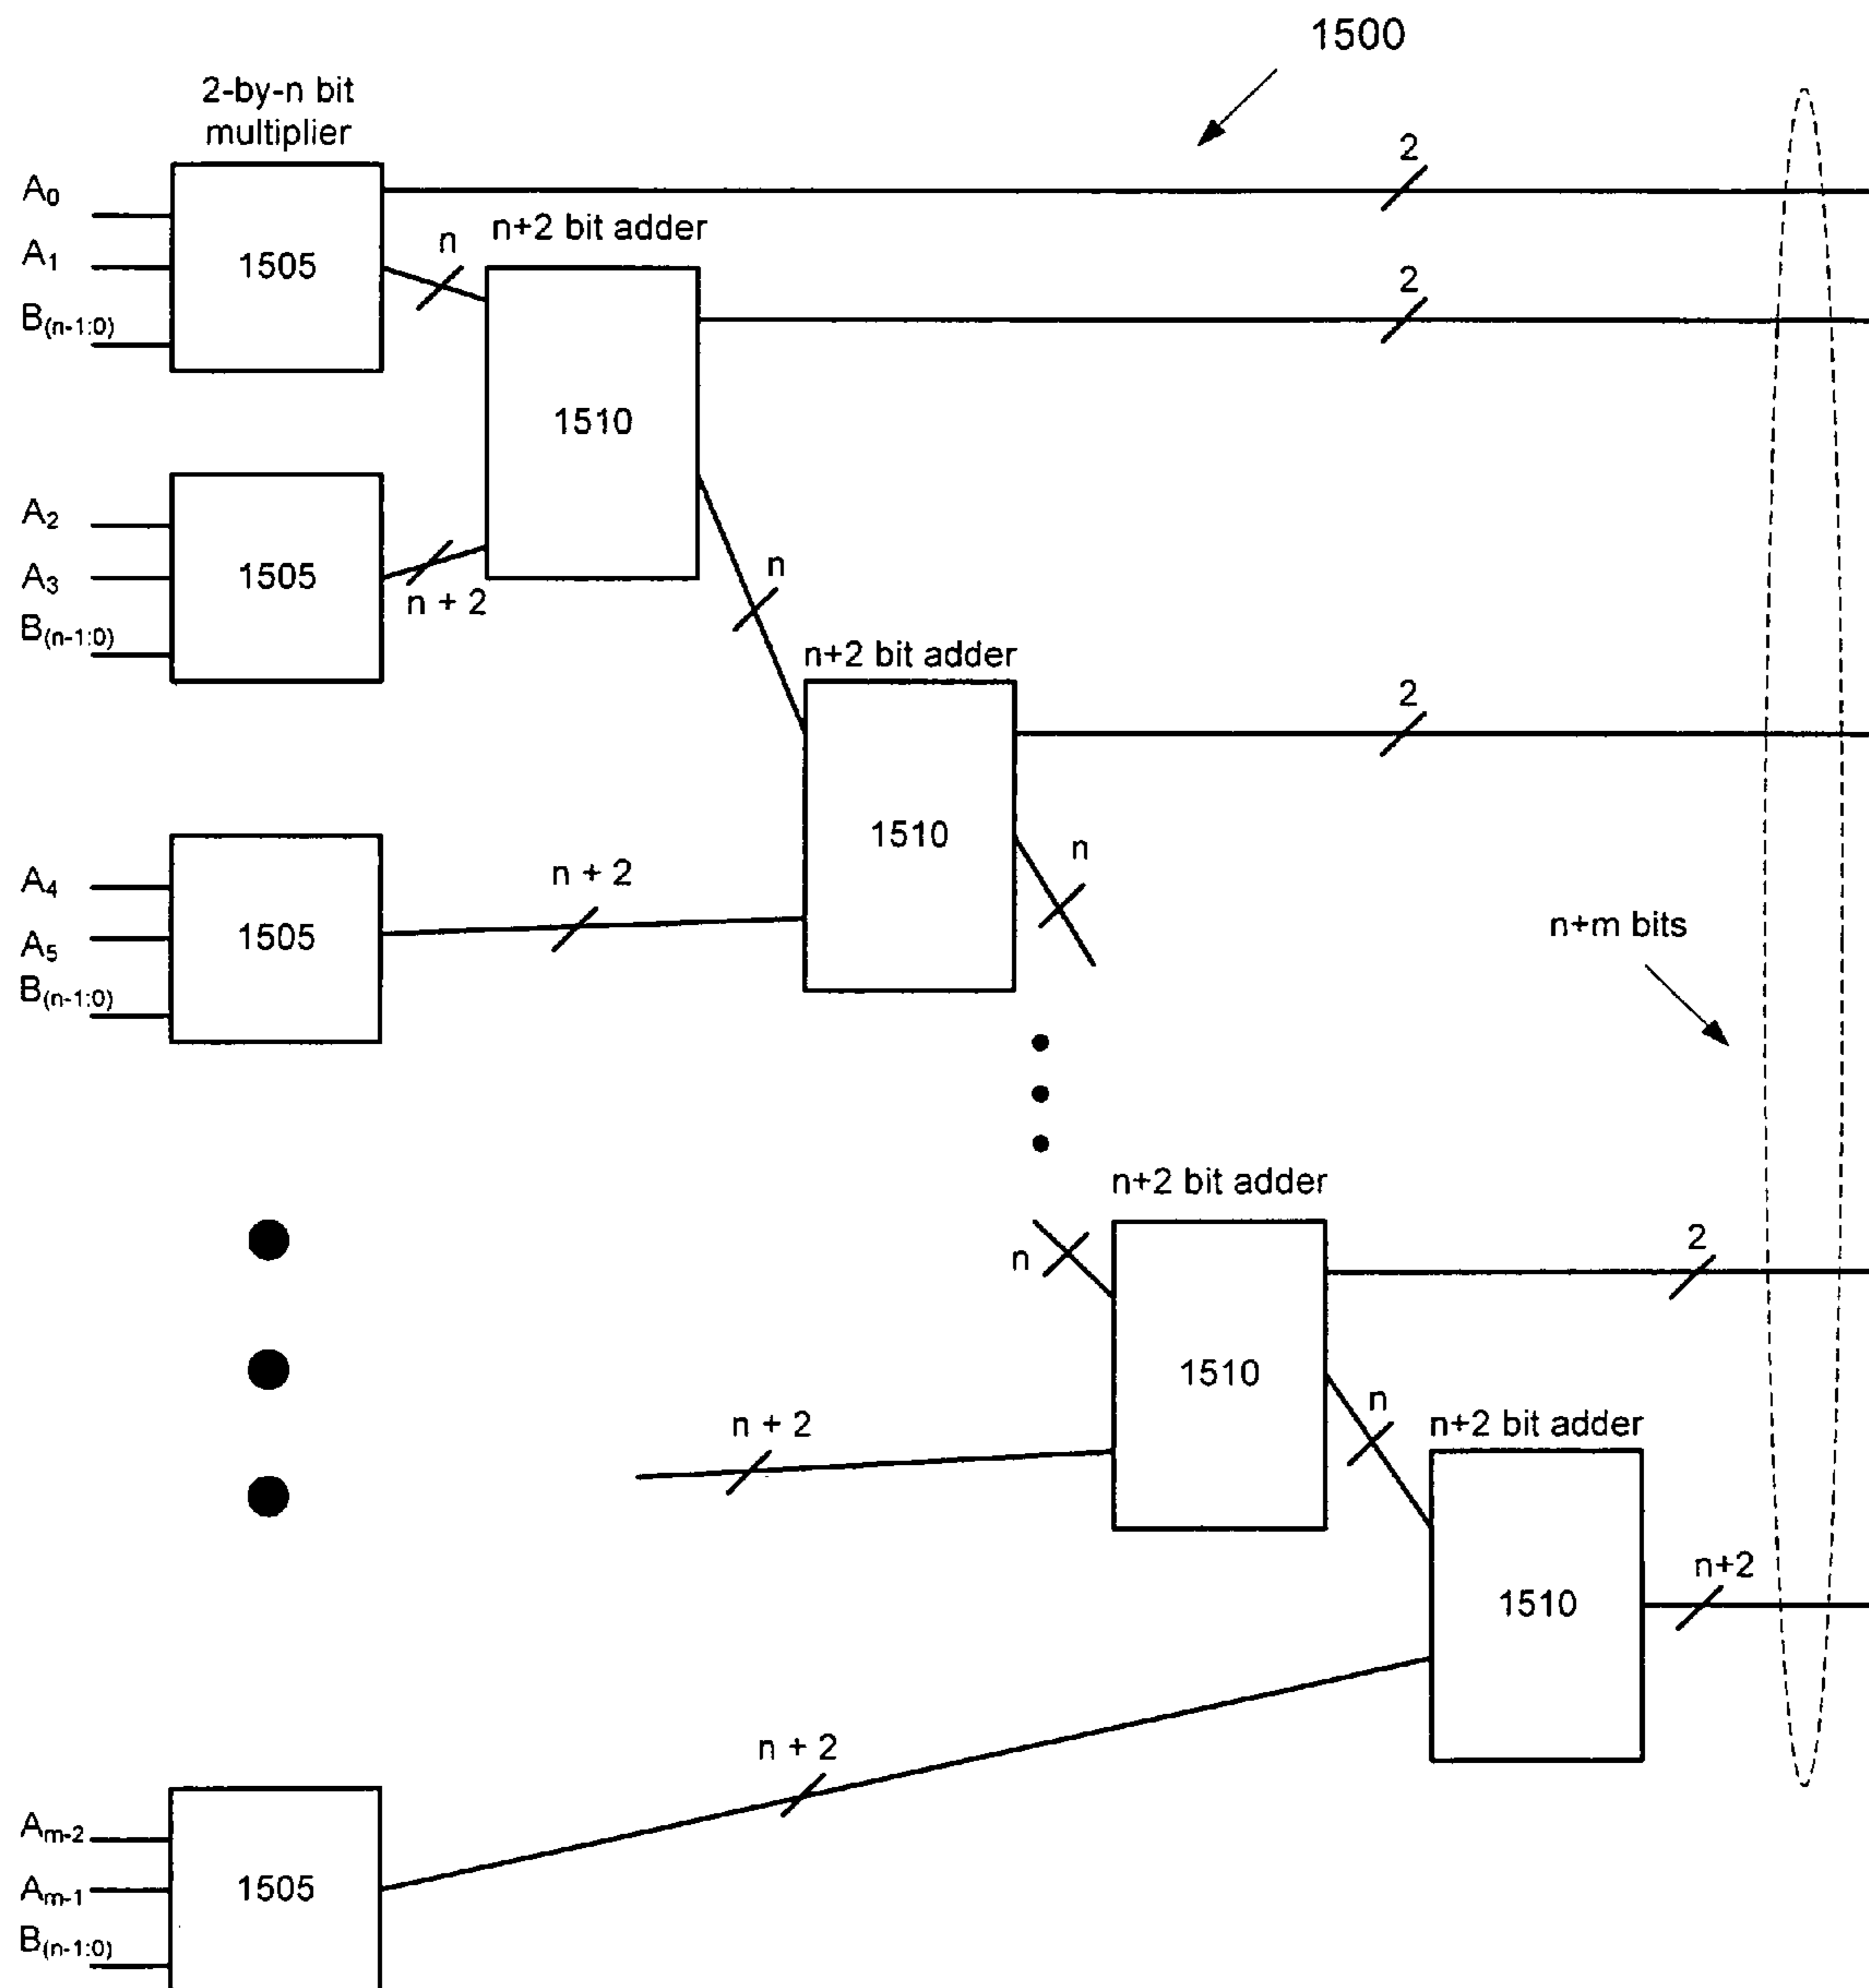 1500
2-by-n bit
multiplier
2
A₀
n+2 bit adder
n
A₁
1505
2
B₍ₙ₋₁:₀₎
1510
A₂
n
A₃
1505
n + 2
B₍ₙ₋₁:₀₎
n+2 bit adder
2
1510
n
n + 2
A₄
n+m bits
A₅
1505
B₍ₙ₋₁:₀₎
n+2 bit adder
2
n
1510
n
n + 2
n+2 bit adder
n+2
1510
n + 2
Aₘ₋₂
Aₘ₋₁
1505
B₍ₙ₋₁:₀₎